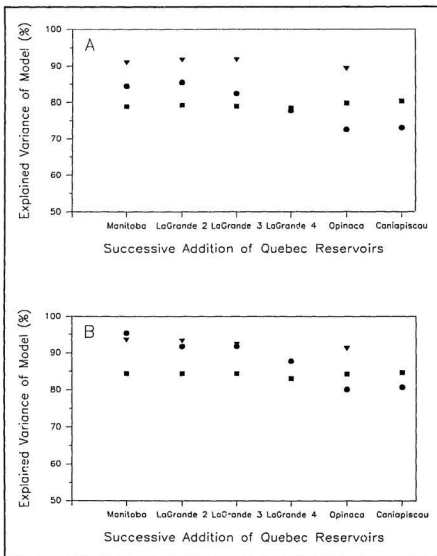 A
Explained Variance of Model (%)
100
90
80
70
60
50
Manitoba LaGrande 2 LaGrande 3 LaGrande 4 Opinaca Caniapiscau
Successive Addition of Quebec Reservoirs
B
Explained Variance of Model (%)
100
90
80
70
60
50
Manitoba LaGrande 2 LaGrande 3 LaGrande 4 Opinaca Caniapiscau
Successive Addition of Quebec Reservoirs